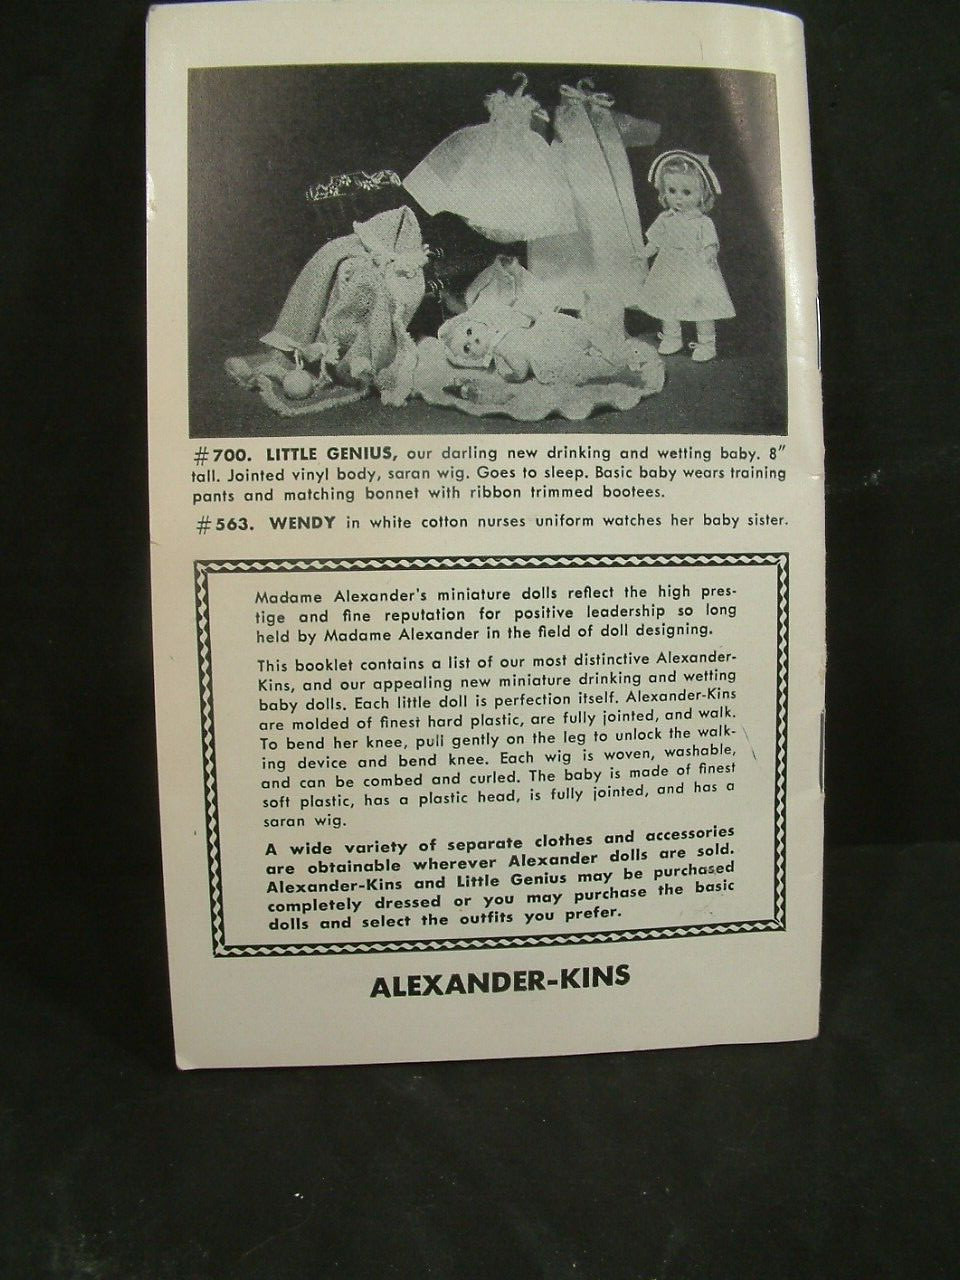 #700. LITTLE GENIUS, our darling new drinking and wetting baby. 8"
tall. Jointed vinyl body, saran wig. Goes to sleep. Basic baby wears training
pants and matching bonnet with ribbon trimmed bootees.
#563. WENDY in white cotton nurses uniform watches her baby sister.
Madame Alexander's miniature dolls reflect the high pres-
tige and fine reputation for positive leadership so long
held by Madame Alexander in the field of doll designing.
This booklet contains a list of our most distinctive Alexander-
Kins, and our appealing new miniature drinking and wetting
baby dolls. Each little doll is perfection itself. Alexander-Kins
are molded of finest hard plastic, are fully jointed, and walk.
To bend her knee, pull gently on the leg to unlock the walk-
ing device and bend knee. Each wig is woven, washable,
and can be combed and curled. The baby is made of finest
soft plastic, has a plastic head, is fully jointed, and has a
saran wig.
A wide variety of separate clothes and accessories
are obtainable wherever Alexander dolls are sold.
Alexander-Kins and Little Genius may be purchased
completely dressed or you may purchase the basic
dolls and select the outfits you prefer.
ALEXANDER-KINS